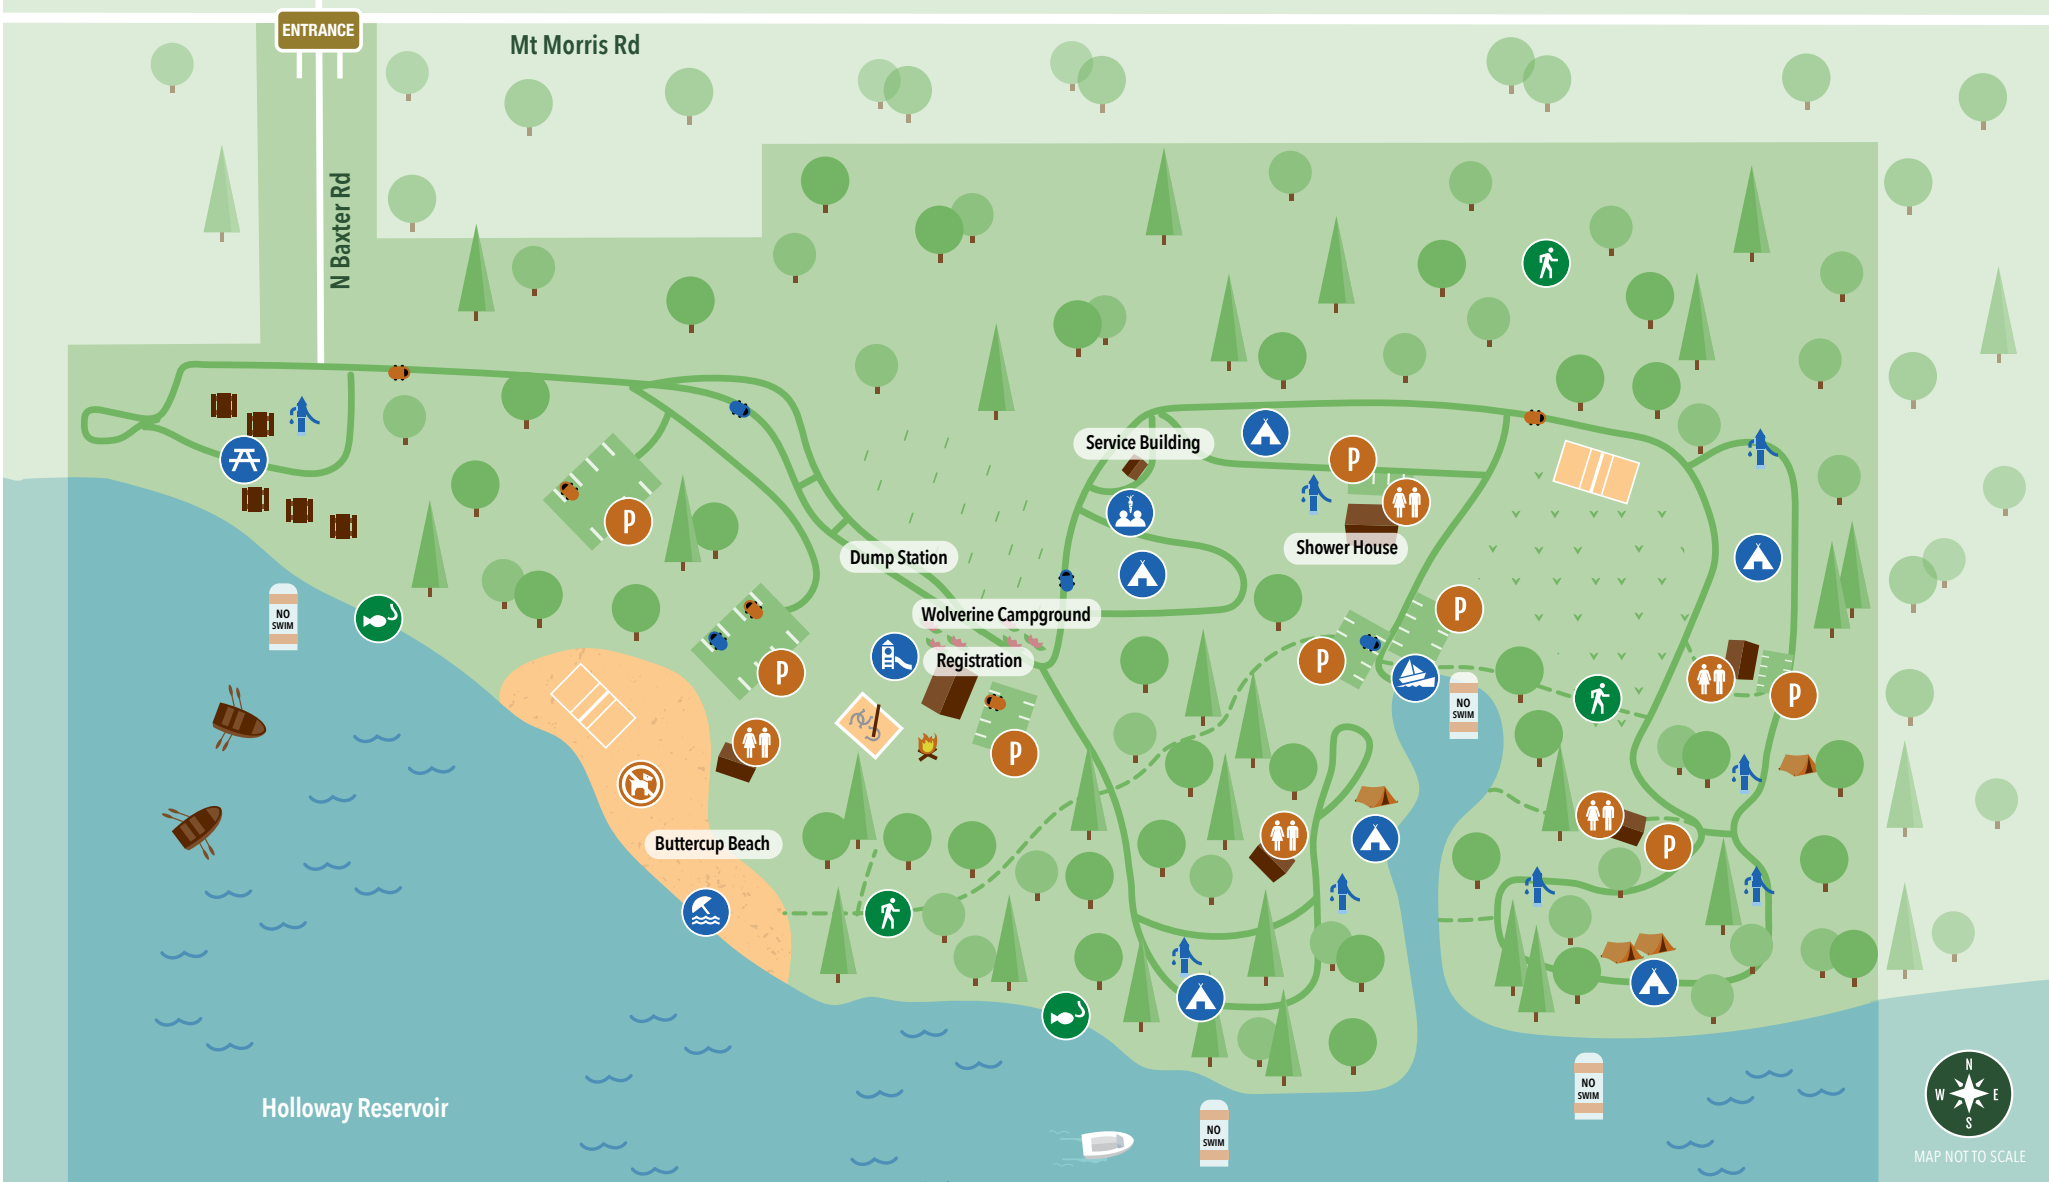 ENTRANCE
Mt Morris Rd
N Baxter Rd
Service Building
P
P
Shower House
Dump Station
NO
SWIM
Wolverine Campground
P
Registration
P
P
P
NO
SWIM
P
P
Buttercup Beach
P
Holloway Reservoir
NO
SWIM
NO
SWIM
N
W E
S
MAP NOT TO SCALE